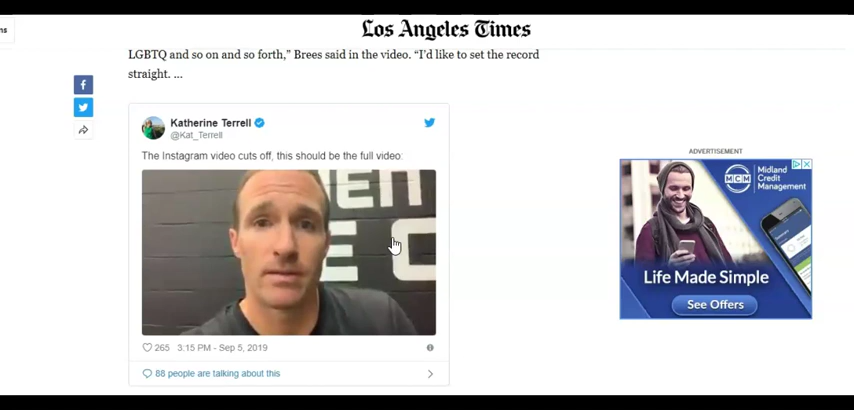 Los Angeles Times
ns
LGBTQ and so on and so forth,” Brees said in the video. “I’d like to set the record
straight. ...
Katherine Terrell
@Kat_Terrell
The Instagram video cuts off, this should be the full video:
265 3:15 PM - Sep 5, 2019
88 people are talking about this
ADVERTISEMENT
MCM
Midland
Credit
Management
Life Made Simple
See Offers